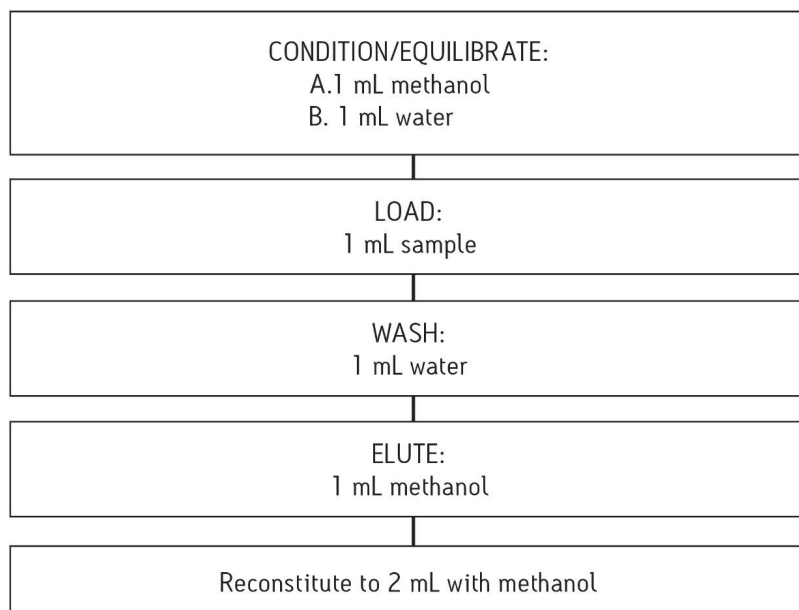 CONDITION/EQUILIBRATE:
A.1 mL methanol
B. 1 mL water
LOAD:
1 mL sample
WASH:
1 mL water
ELUTE:
1 mL methanol
Reconstitute to 2 mL with methanol